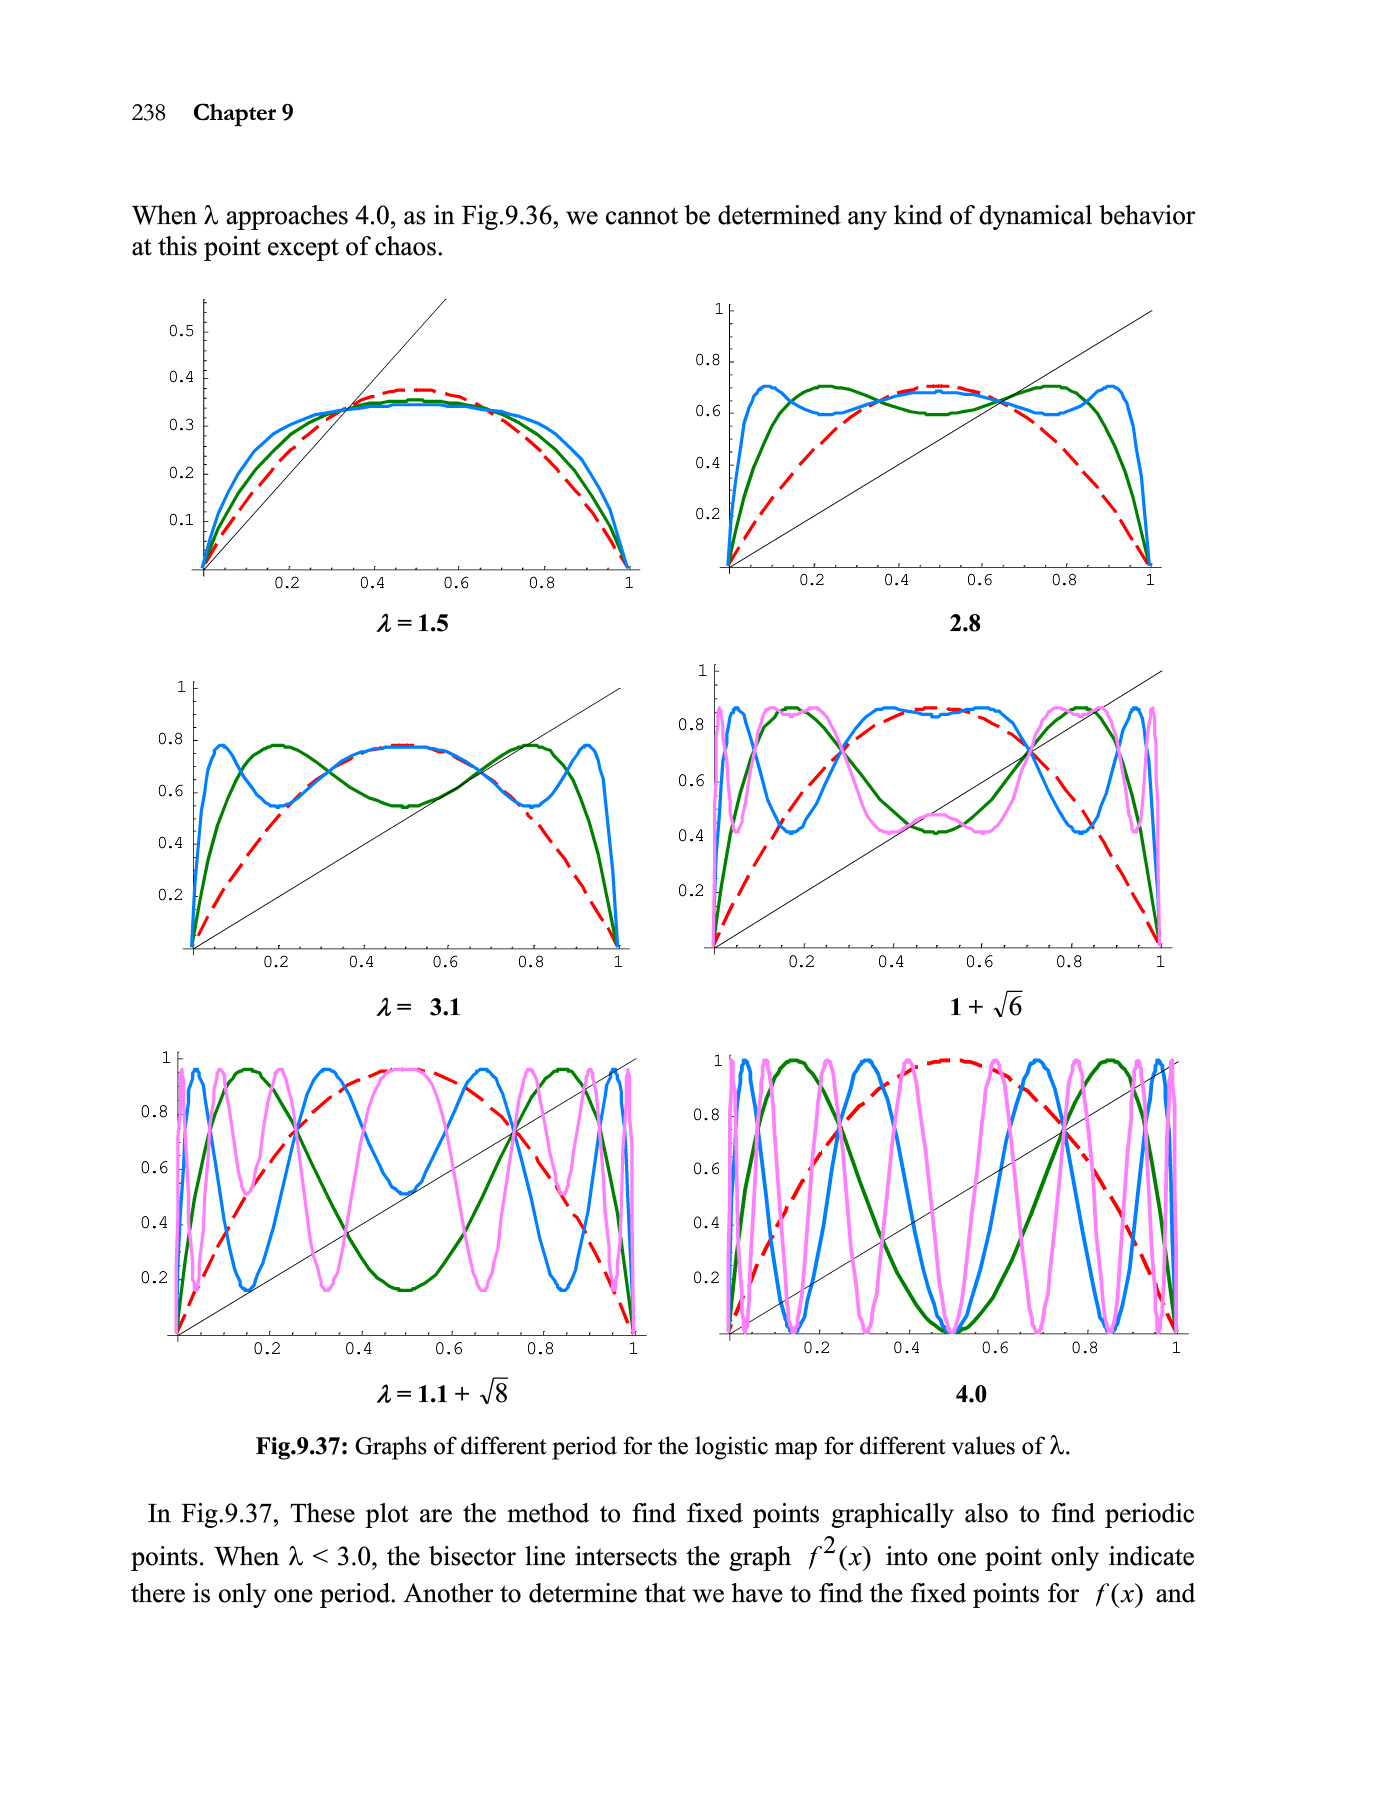 238 Chapter 9
When λ approaches 4.0, as in Fig.9.36, we cannot be determined any kind of dynamical behavior
at this point except of chaos.
0.5
0.4
0.3
0.2
0.1
0.2 0.4 0.6 0.8 1
λ = 1.5
1
0.8
0.6
0.4
0.2
0.2 0.4 0.6 0.8 1
2.8
1
0.8
0.6
0.4
0.2
0.2 0.4 0.6 0.8 1
λ = 3.1
1
0.8
0.6
0.4
0.2
0.2 0.4 0.6 0.8 1
1 + √6
1
0.8
0.6
0.4
0.2
0.2 0.4 0.6 0.8 1
λ = 1.1 + √8
1
0.8
0.6
0.4
0.2
0.2 0.4 0.6 0.8 1
4.0
Fig.9.37: Graphs of different period for the logistic map for different values of λ.
In Fig.9.37, These plot are the method to find fixed points graphically also to find periodic
points. When λ < 3.0, the bisector line intersects the graph f²(x) into one point only indicate
there is only one period. Another to determine that we have to find the fixed points for f(x) and